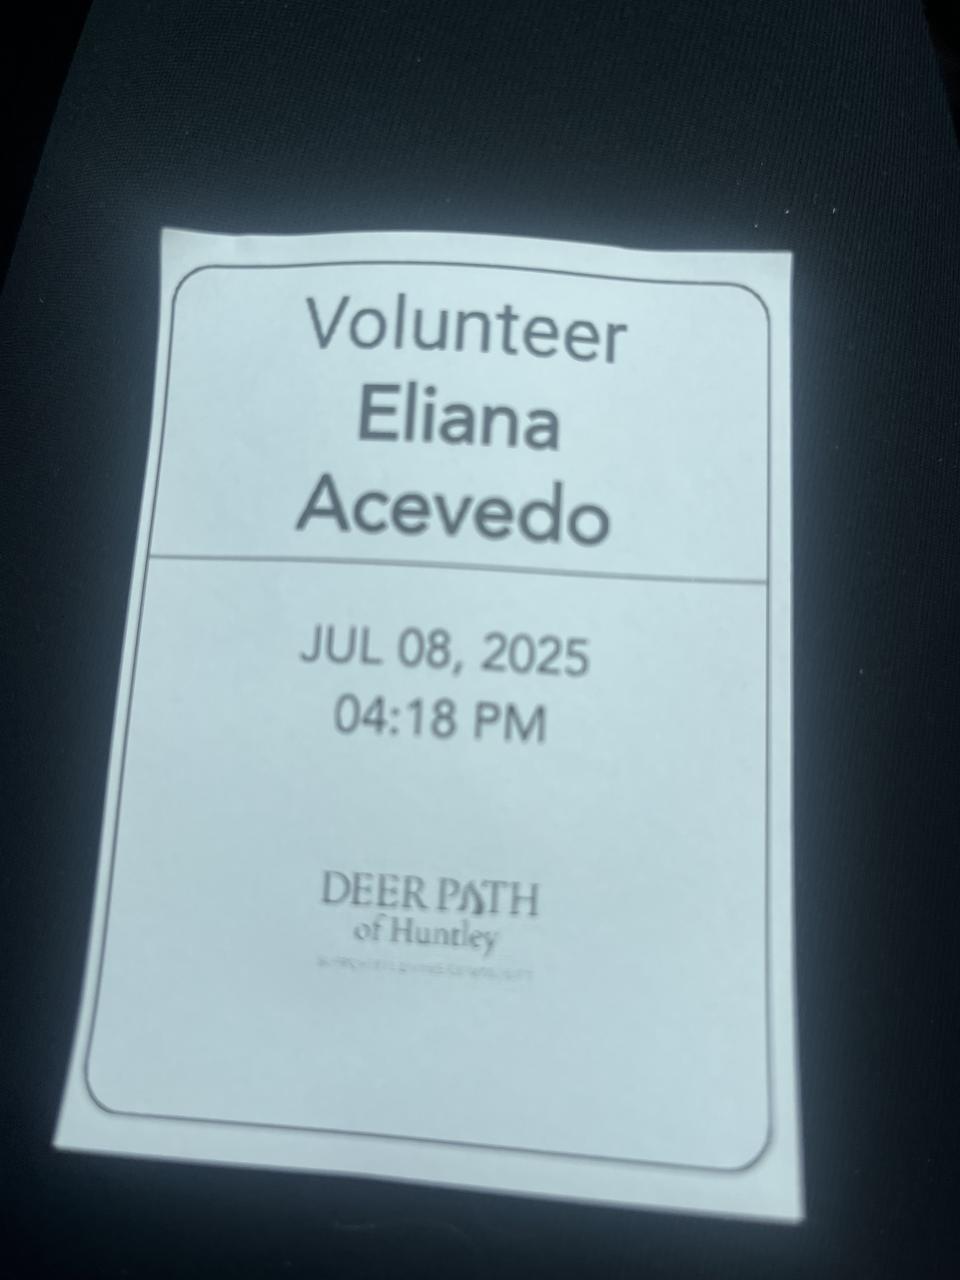 Volunteer
Eliana
Acevedo
JUL 08, 2025
04:18 PM
DEER PATH
of Huntley